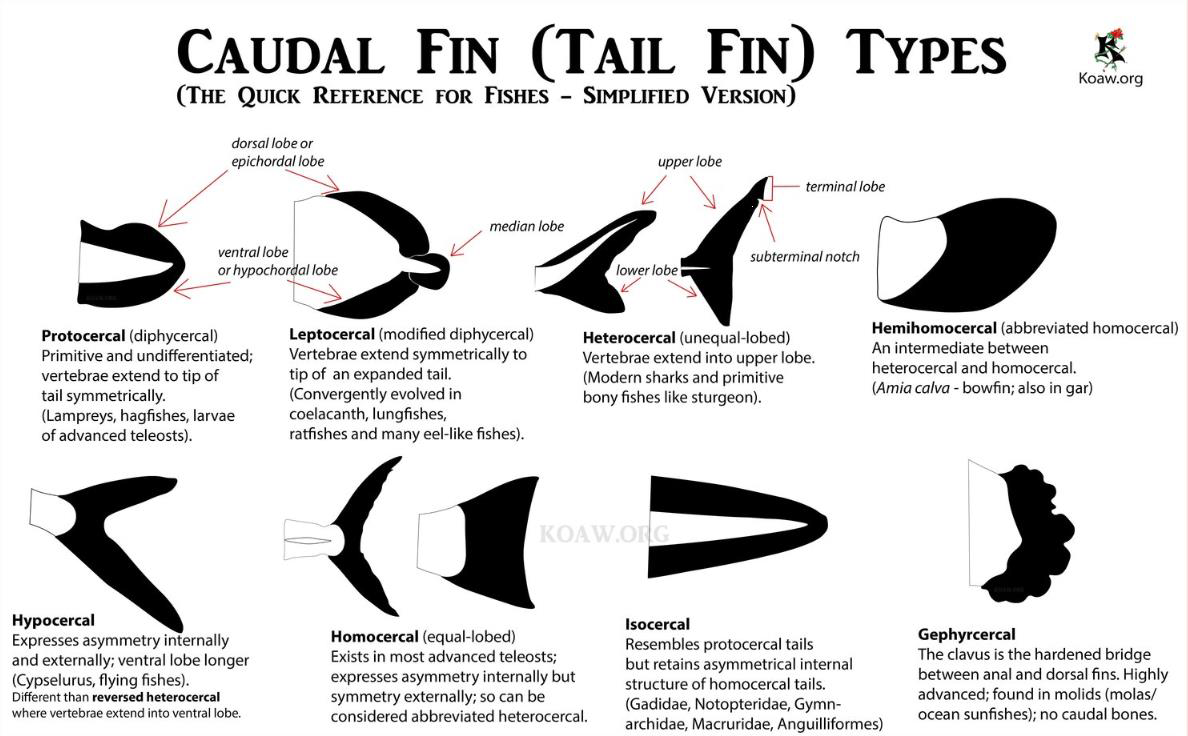 CAUDAL FIN (TAIL FIN) TYPES
(THE QUICK REFERENCE FOR FISHES – SIMPLIFIED VERSION)
Koaw.org
dorsal lobe or
epichordal lobe
ventral lobe
or hypochordal lobe
median lobe
upper lobe
lower lobe
terminal lobe
subterminal notch
Protocercal (diphycercal)
Primitive and undifferentiated;
vertebrae extend to tip of
tail symmetrically.
(Lampreys, hagfishes, larvae
of advanced teleosts).
Leptocercal (modified diphycercal)
Vertebrae extend symmetrically to
tip of an expanded tail.
(Convergently evolved in
coelacanth, lungfishes,
ratfishes and many eel-like fishes).
Heterocercal (unequal-lobed)
Vertebrae extend into upper lobe.
(Modern sharks and primitive
bony fishes like sturgeon).
Hemihomocercal (abbreviated homocercal)
An intermediate between
heterocercal and homocercal.
(Amia calva - bowfin; also in gar)
KOAW.ORG
Hypocercal
Expresses asymmetry internally
and externally; ventral lobe longer
(Cypselurus, flying fishes).
Different than reversed heterocercal
where vertebrae extend into ventral lobe.
Homocercal (equal-lobed)
Exists in most advanced teleosts;
expresses asymmetry internally but
symmetry externally; so can be
considered abbreviated heterocercal.
Isocercal
Resembles protocercal tails
but retains asymmetrical internal
structure of homocercal tails.
(Gadidae, Notopteridae, Gymn-
archidae, Macruridae, Anguilliformes)
Gephyrcercal
The clavus is the hardened bridge
between anal and dorsal fins. Highly
advanced; found in molids (molas/
ocean sunfishes); no caudal bones.